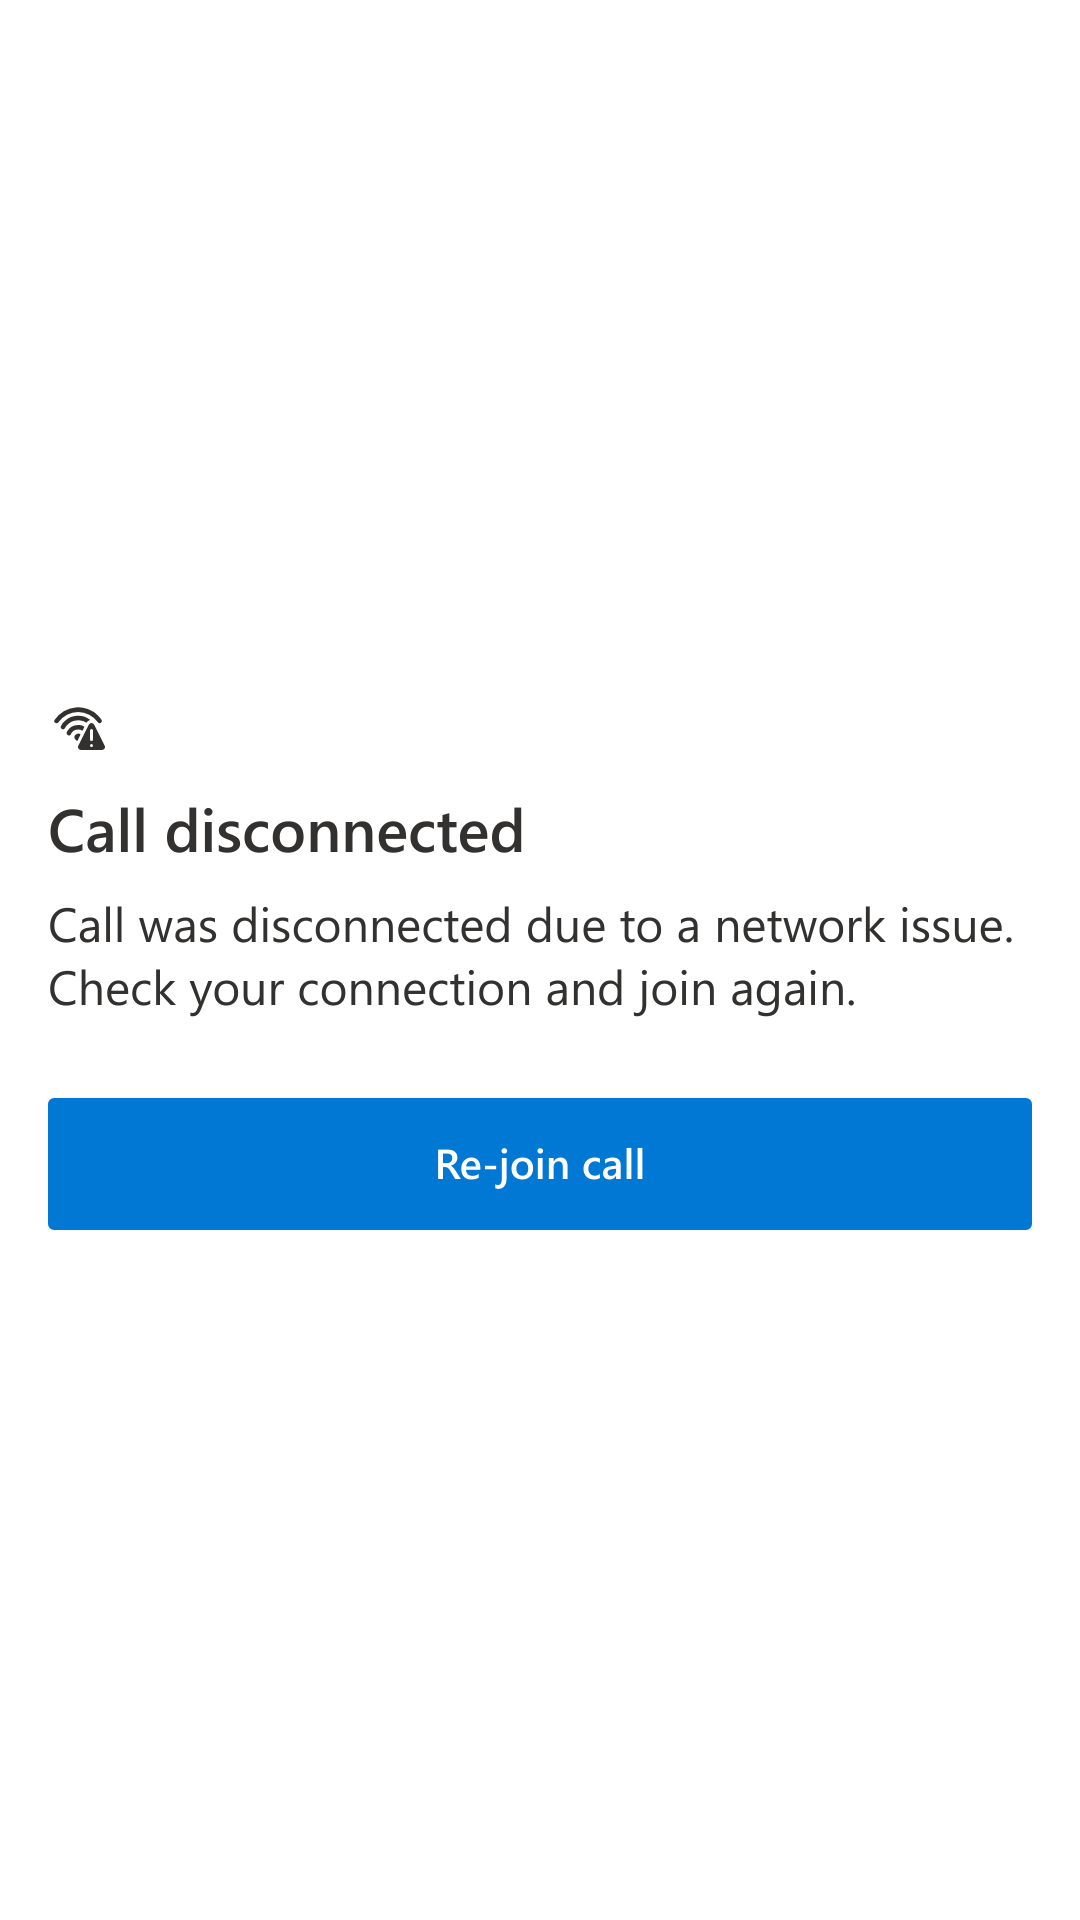 Call disconnected
Call was disconnected due to a network issue.
Check your connection and join again.
Re-join call